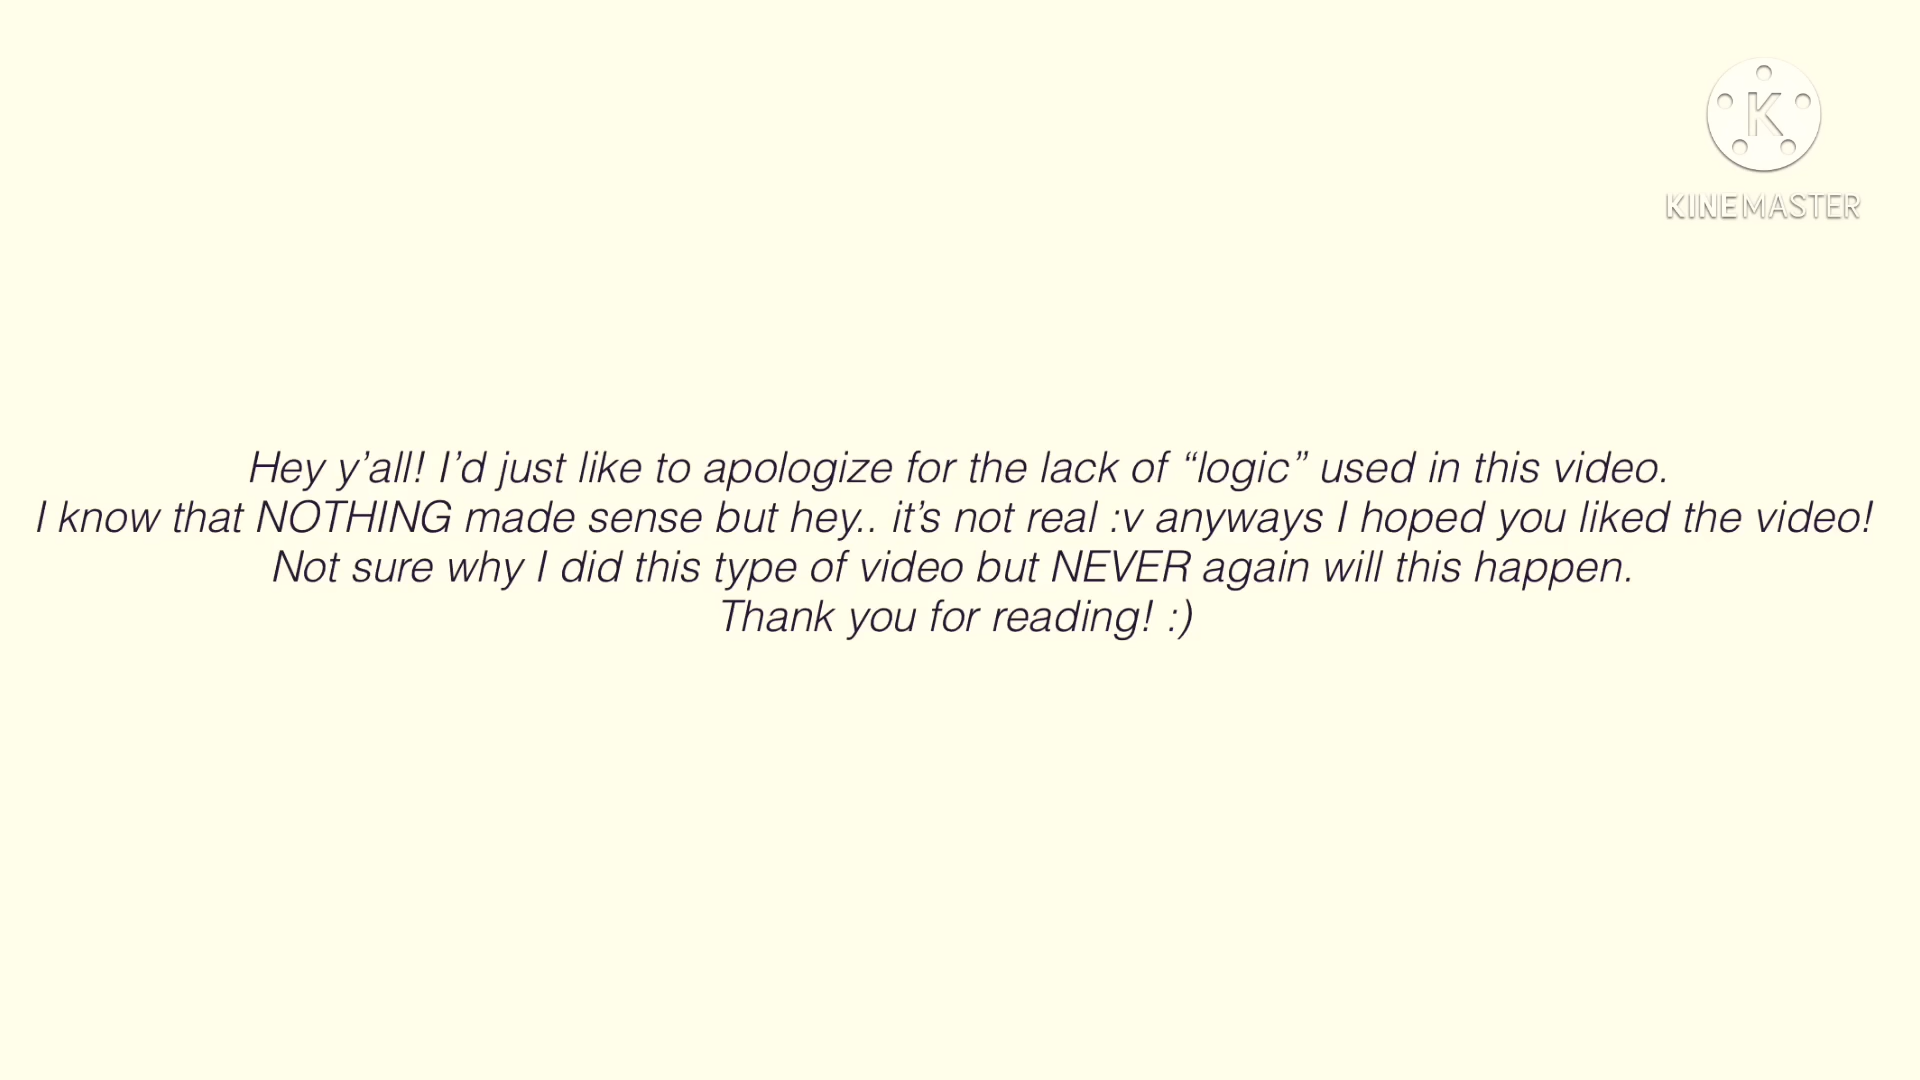 K
KINEMASTER
Hey y’all! I’d just like to apologize for the lack of “logic” used in this video.
I know that NOTHING made sense but hey.. it’s not real :v anyways I hoped you liked the video!
Not sure why I did this type of video but NEVER again will this happen.
Thank you for reading! :)